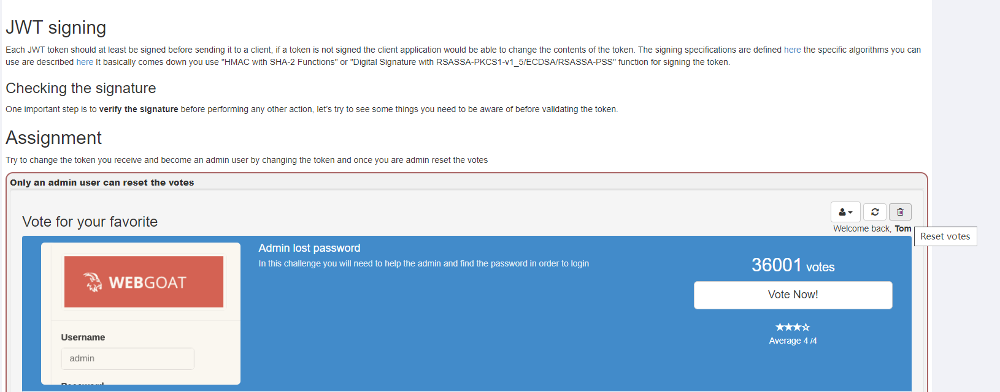 JWT signing
Each JWT token should at least be signed before sending it to a client, if a token is not signed the client application would be able to change the contents of the token. The signing specifications are defined here the specific algorithms you can
use are described here It basically comes down you use "HMAC with SHA-2 Functions" or "Digital Signature with RSASSA-PKCS1-v1_5/ECDSA/RSASSA-PSS" function for signing the token.
Checking the signature
One important step is to verify the signature before performing any other action, let's try to see some things you need to be aware of before validating the token.
Assignment
Try to change the token you receive and become an admin user by changing the token and once you are admin reset the votes
Only an admin user can reset the votes
Vote for your favorite
Welcome back, Tom
Reset votes
WEBGOAT
Username
admin
Password
Admin lost password
In this challenge you will need to help the admin and find the password in order to login
36001 votes
Vote Now!
Average 4 /4